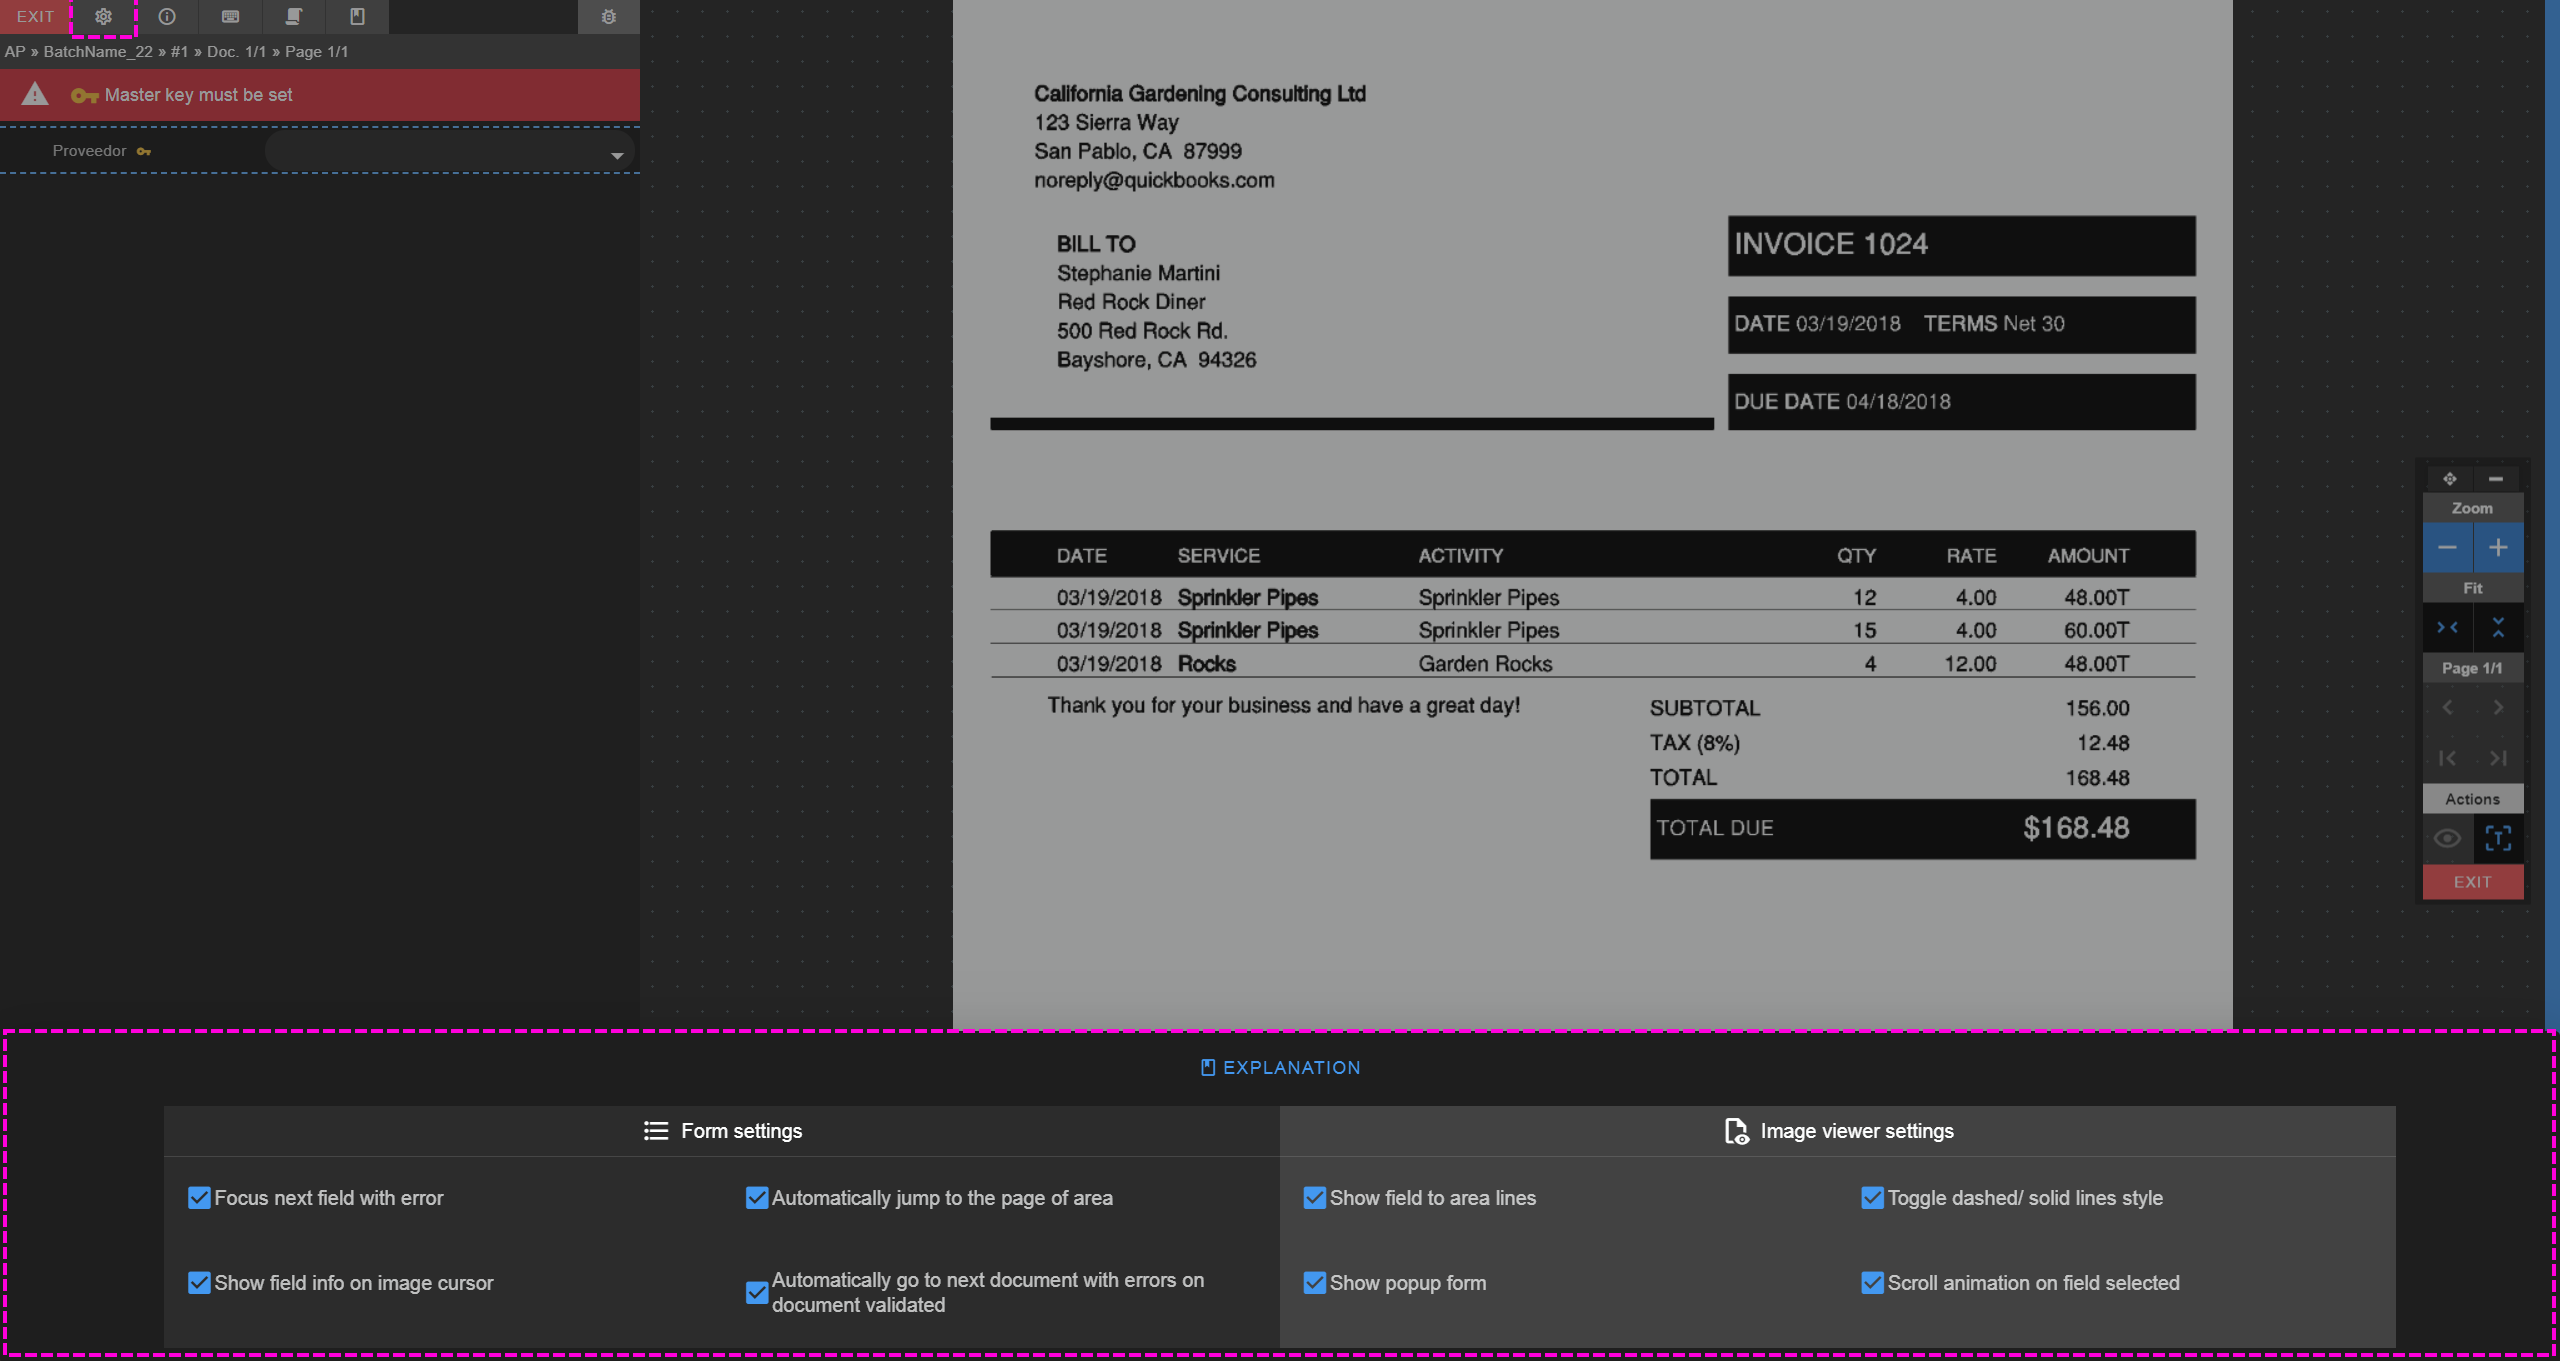 EXIT
AP » BatchName_22 » #1 » Doc. 1/1 » Page 1/1
Master key must be set
Proveedor
California Gardening Consulting Ltd
123 Sierra Way
San Pablo, CA 87999
noreply@quickbooks.com
BILL TO
Stephanie Martini
Red Rock Diner
500 Red Rock Rd.
Bayshore, CA 94326
INVOICE 1024
DATE 03/19/2018 TERMS Net 30
DUE DATE 04/18/2018
DATE SERVICE ACTIVITY QTY RATE AMOUNT
03/19/2018 Sprinkler Pipes Sprinkler Pipes 12 4.00 48.00T
03/19/2018 Sprinkler Pipes Sprinkler Pipes 15 4.00 60.00T
03/19/2018 Rocks Garden Rocks 4 12.00 48.00T
Thank you for your business and have a great day!
SUBTOTAL 156.00
TAX (8%) 12.48
TOTAL 168.48
TOTAL DUE $168.48
Zoom
Fit
Page 1/1
Actions
EXIT
EXPLANATION
Form settings
Focus next field with error
Automatically jump to the page of area
Show field info on image cursor
Automatically go to next document with errors on
document validated
Image viewer settings
Show field to area lines
Toggle dashed/ solid lines style
Show popup form
Scroll animation on field selected